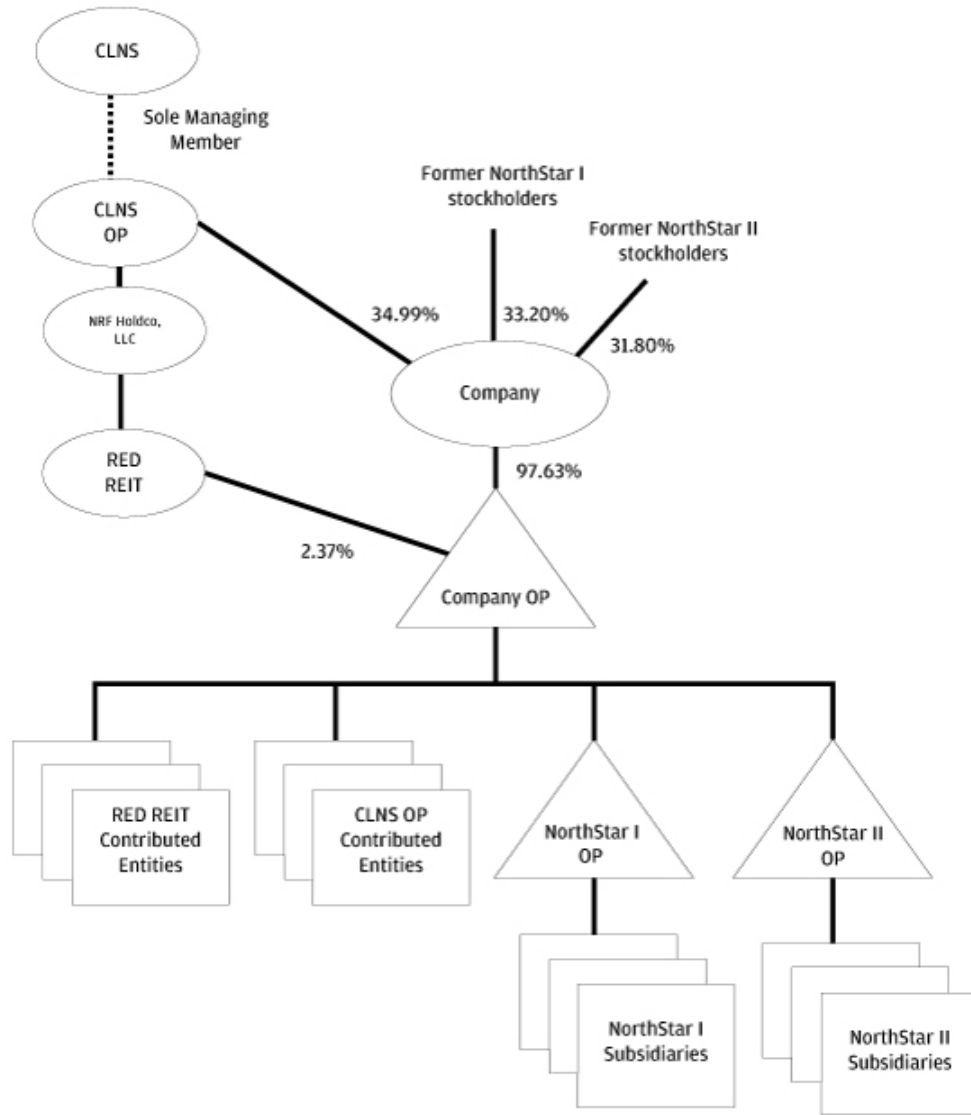 CLNS
Sole Managing
Member
CLNS
OP
Former NorthStar I
stockholders
Former NorthStar II
stockholders
NRF Holdco,
LLC
34.99%
33.20%
31.80%
Company
RED
REIT
97.63%
2.37%
Company OP
RED REIT
Contributed
Entities
CLNS OP
Contributed
Entities
NorthStar I
OP
NorthStar II
OP
NorthStar I
Subsidiaries
NorthStar II
Subsidiaries